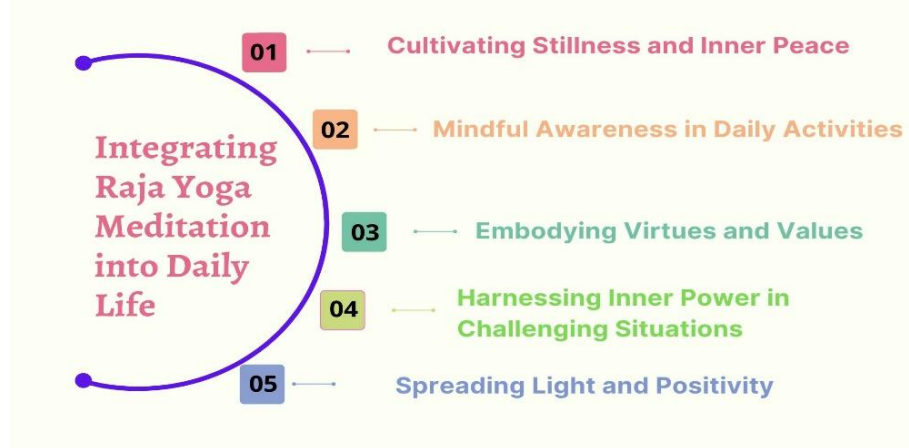 Integrating
Raja Yoga
Meditation
into Daily
Life
01
Cultivating Stillness and Inner Peace
02
Mindful Awareness in Daily Activities
03
Embodying Virtues and Values
04
Harnessing Inner Power in
Challenging Situations
05
Spreading Light and Positivity